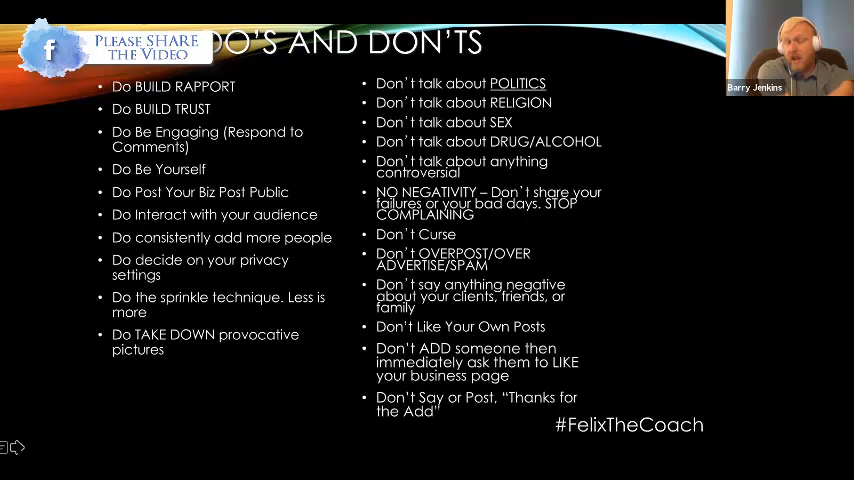 f
PLEASE SHARE
THE VIDEO
DO'S AND DON'TS
• Do BUILD RAPPORT
• Do BUILD TRUST
• Do Be Engaging (Respond to
Comments)
• Do Be Yourself
• Do Post Your Biz Post Public
• Do Interact with your audience
• Do consistently add more people
• Do decide on your privacy
settings
• Do the sprinkle technique. Less is
more
• Do TAKE DOWN provocative
pictures
• Don't talk about POLITICS
• Don't talk about RELIGION
• Don't talk about SEX
• Don't talk about DRUG/ALCOHOL
• Don't talk about anything
controversial
• NO NEGATIVITY – Don't share your
failures or your bad days. STOP
COMPLAINING
• Don't Curse
• Don't OVERPOST/OVER
ADVERTISE/SPAM
• Don't say anything negative
about your clients, friends, or
family
• Don't Like Your Own Posts
• Don't ADD someone then
immediately ask them to LIKE
your business page
• Don't Say or Post, "Thanks for
the Add"
#FelixTheCoach
Barry Jenkins